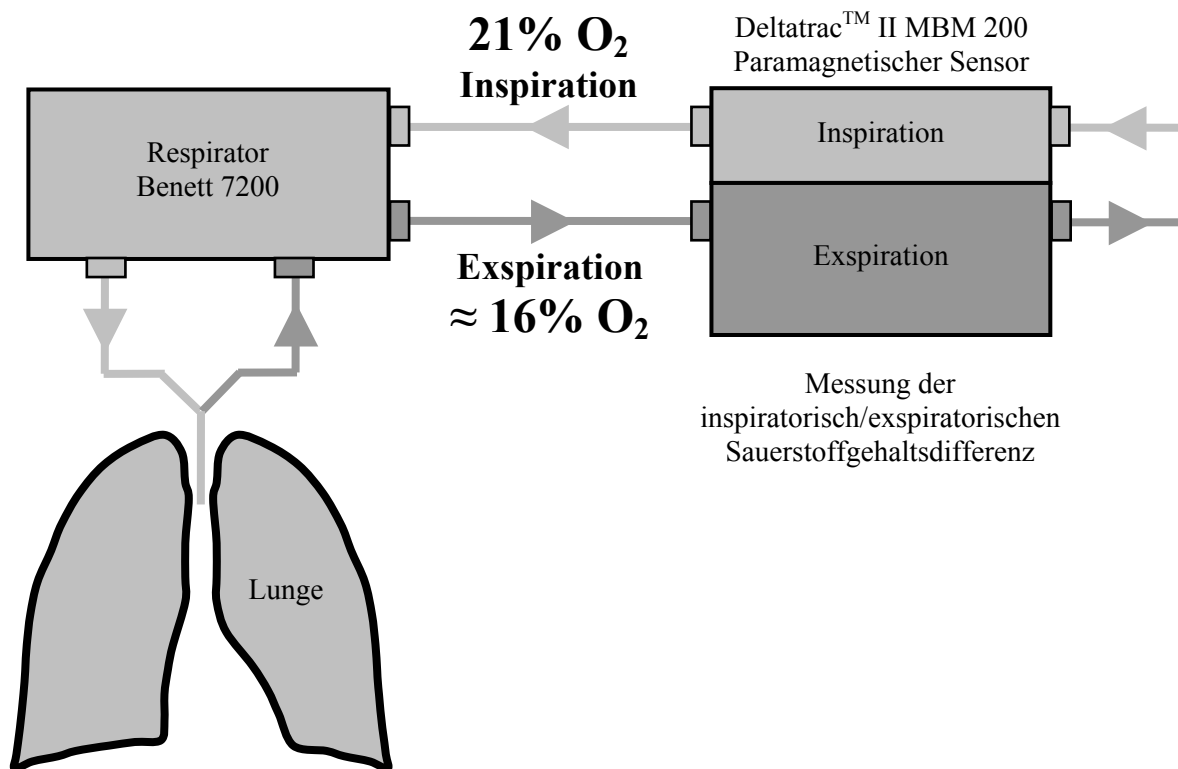 21% O₂
Inspiration
Deltatrac™ II MBM 200
Paramagnetischer Sensor
Respirator
Benett 7200
Inspiration
Exspiration
≈ 16% O₂
Exspiration
Messung der
inspiratorisch/exspiratorischen
Sauerstoffgehaltsdifferenz
Lunge